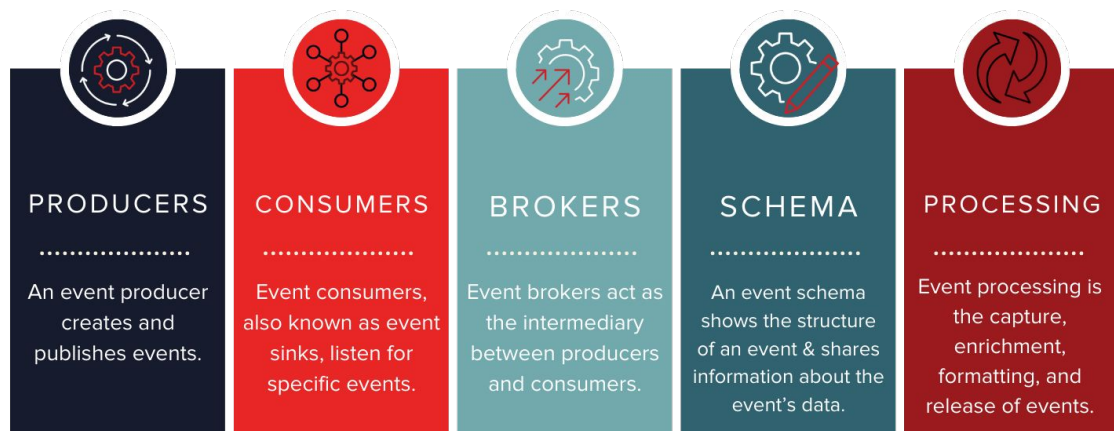 PRODUCERS
An event producer
creates and
publishes events.
CONSUMERS
Event consumers,
also known as event
sinks, listen for
specific events.
BROKERS
Event brokers act as
the intermediary
between producers
and consumers.
SCHEMA
An event schema
shows the structure
of an event & shares
information about the
event’s data.
PROCESSING
Event processing is
the capture,
enrichment,
formatting, and
release of events.